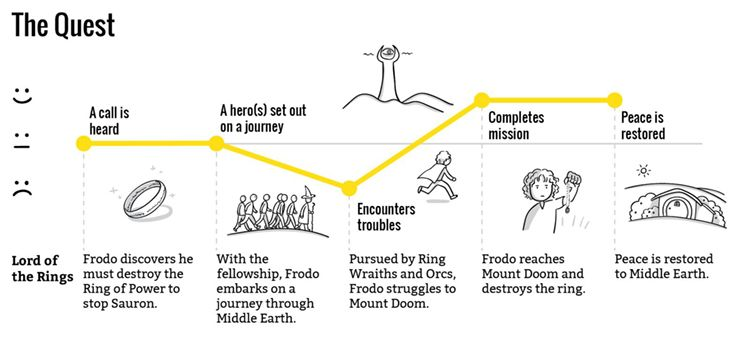 The Quest
A call is
heard
A hero(s) set out
on a journey
Encounters
troubles
Completes
mission
Peace is
restored
Lord of
the Rings
Frodo discovers he
must destroy the
Ring of Power to
stop Sauron.
With the
fellowship, Frodo
embarks on a
journey through
Middle Earth.
Pursued by Ring
Wraiths and Orcs,
Frodo struggles to
Mount Doom.
Frodo reaches
Mount Doom and
destroys the ring.
Peace is restored
to Middle Earth.